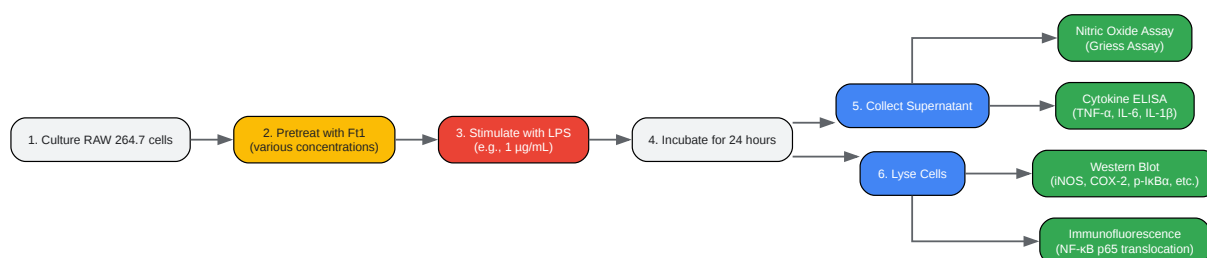 1. Culture RAW 264.7 cells
2. Pretreat with Ft1
(various concentrations)
3. Stimulate with LPS
(e.g., 1 µg/mL)
4. Incubate for 24 hours
5. Collect Supernatant
6. Lyse Cells
Nitric Oxide Assay
(Griess Assay)
Cytokine ELISA
(TNF-α, IL-6, IL-1β)
Western Blot
(iNOS, COX-2, p-IκBα, etc.)
Immunofluorescence
(NF-κB p65 translocation)